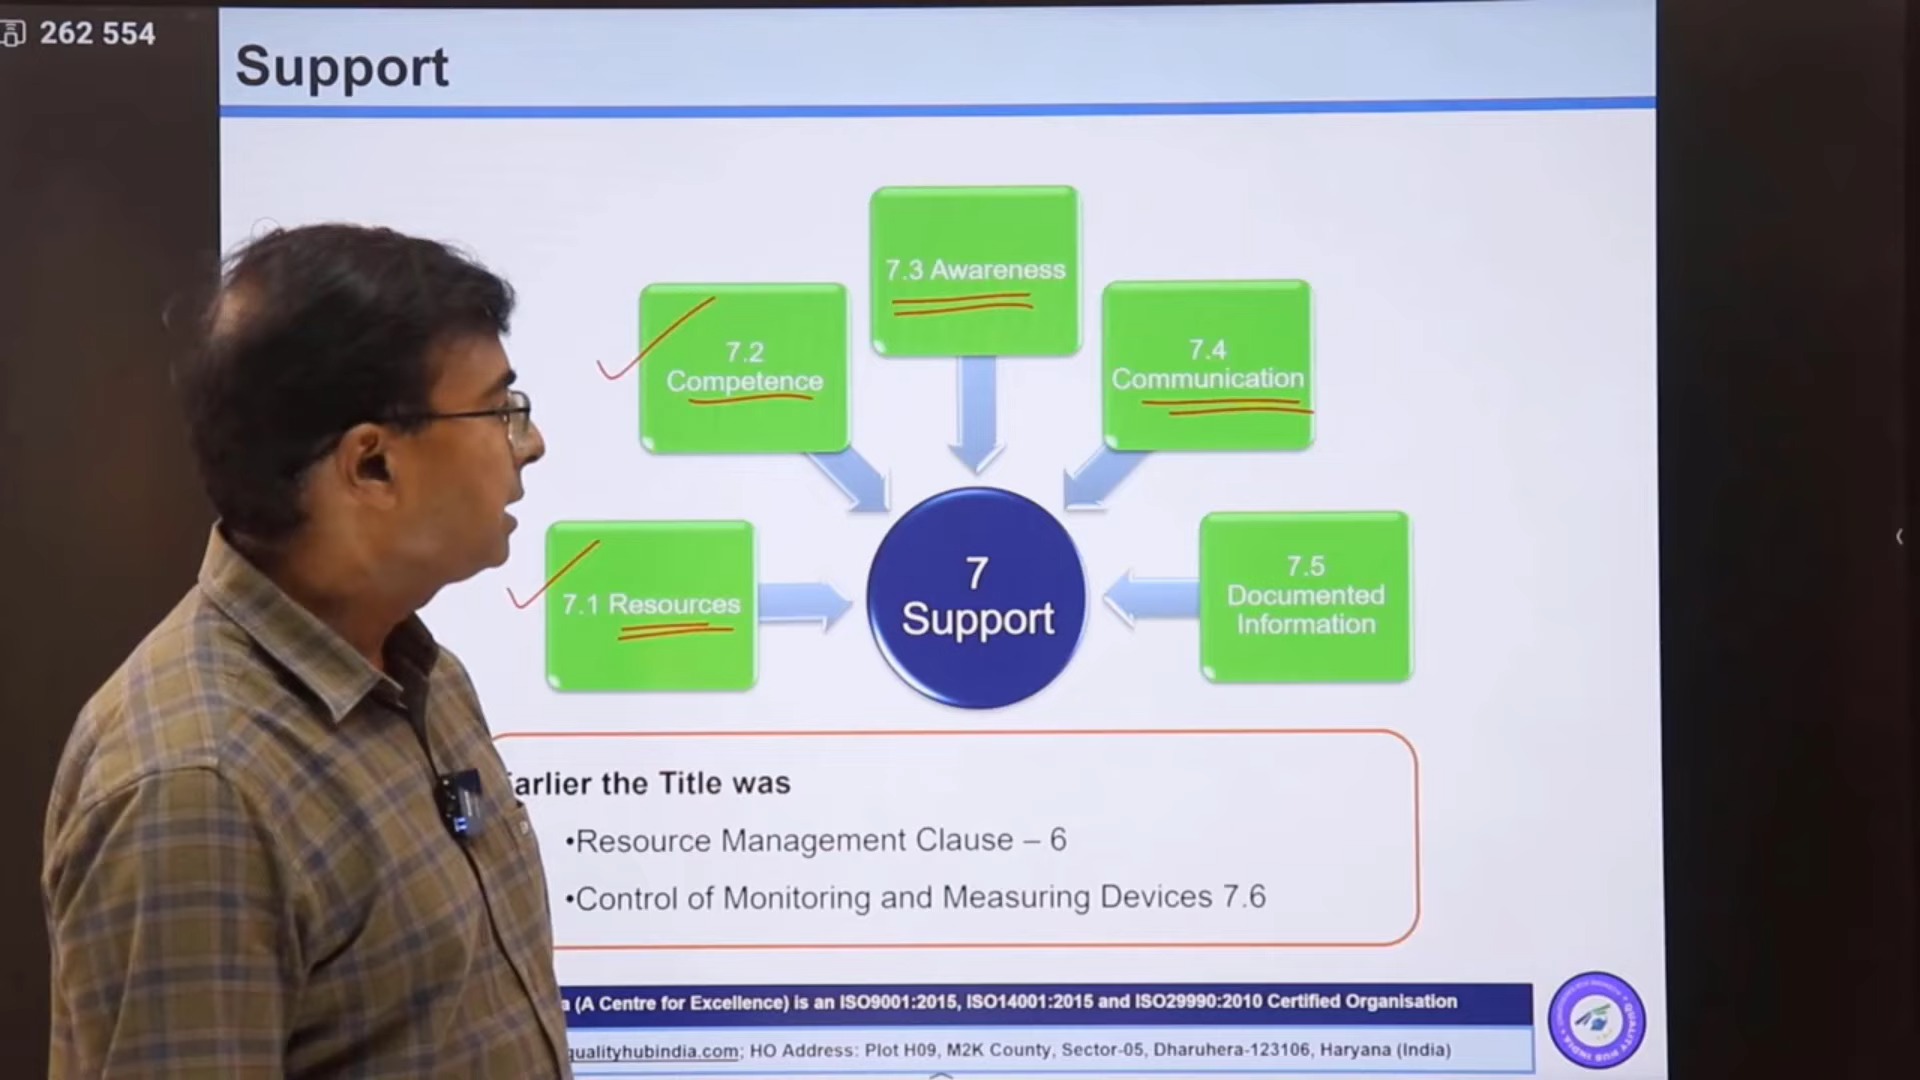 262 554
Support
7.3 Awareness
7.2
Competence
7.4
Communication
7.1 Resources
7
Support
7.5
Documented
Information
arlier the Title was
•Resource Management Clause – 6
•Control of Monitoring and Measuring Devices 7.6
a (A Centre for Excellence) is an ISO9001:2015, ISO14001:2015 and ISO29990:2010 Certified Organisation
qualityhubindia.com; HO Address: Plot H09, M2K County, Sector-05, Dharuhera-123106, Haryana (India)
QUALITY HUB INDIA